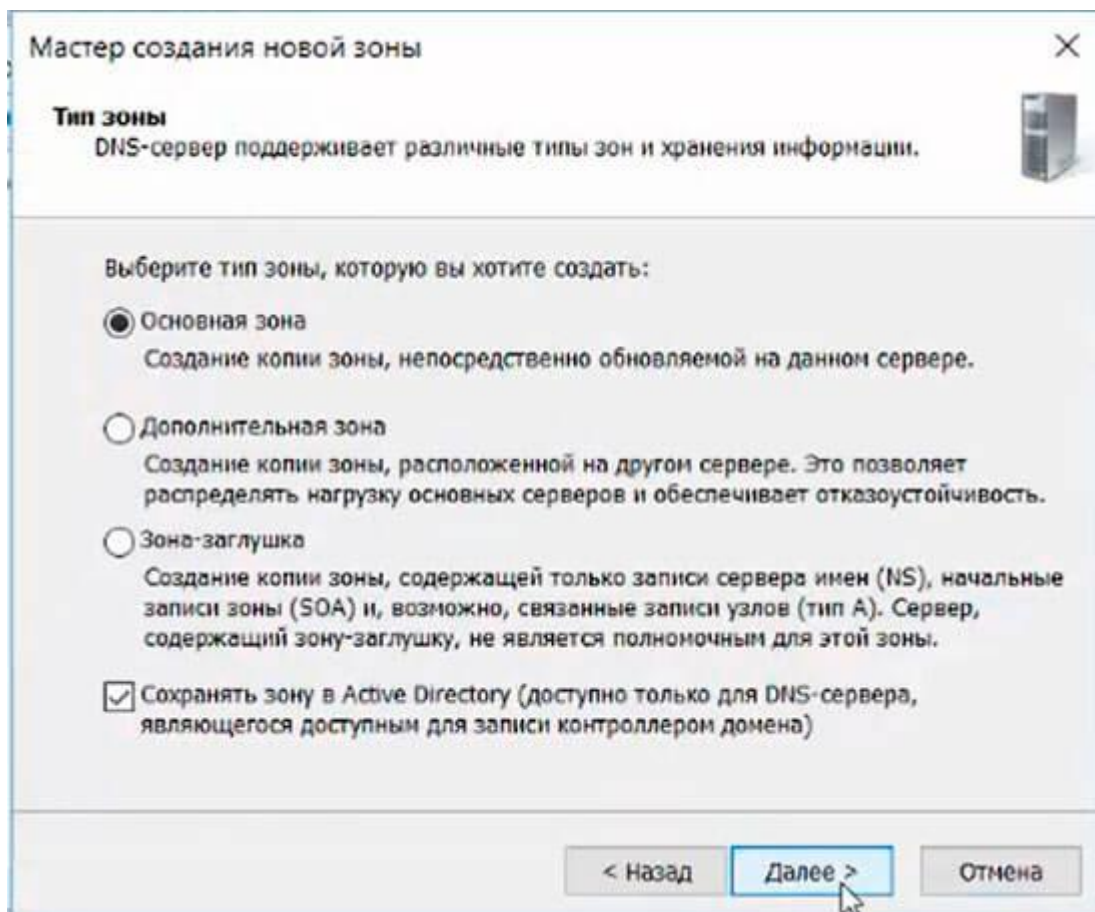 Мастер создания новой зоны
Тип зоны
DNS-сервер поддерживает различные типы зон и хранения информации.
Выберите тип зоны, которую вы хотите создать:
Основная зона
Создание копии зоны, непосредственно обновляемой на данном сервере.
Дополнительная зона
Создание копии зоны, расположенной на другом сервере. Это позволяет
распределять нагрузку основных серверов и обеспечивает отказоустойчивость.
Зона-заглушка
Создание копии зоны, содержащей только записи сервера имен (NS), начальные
записи зоны (SOA) и, возможно, связанные записи узлов (тип A). Сервер,
содержащий зону-заглушку, не является полномочным для этой зоны.
Сохранять зону в Active Directory (доступно только для DNS-сервера,
являющегося доступным для записи контроллером домена)
< Назад
Далее >
Отмена